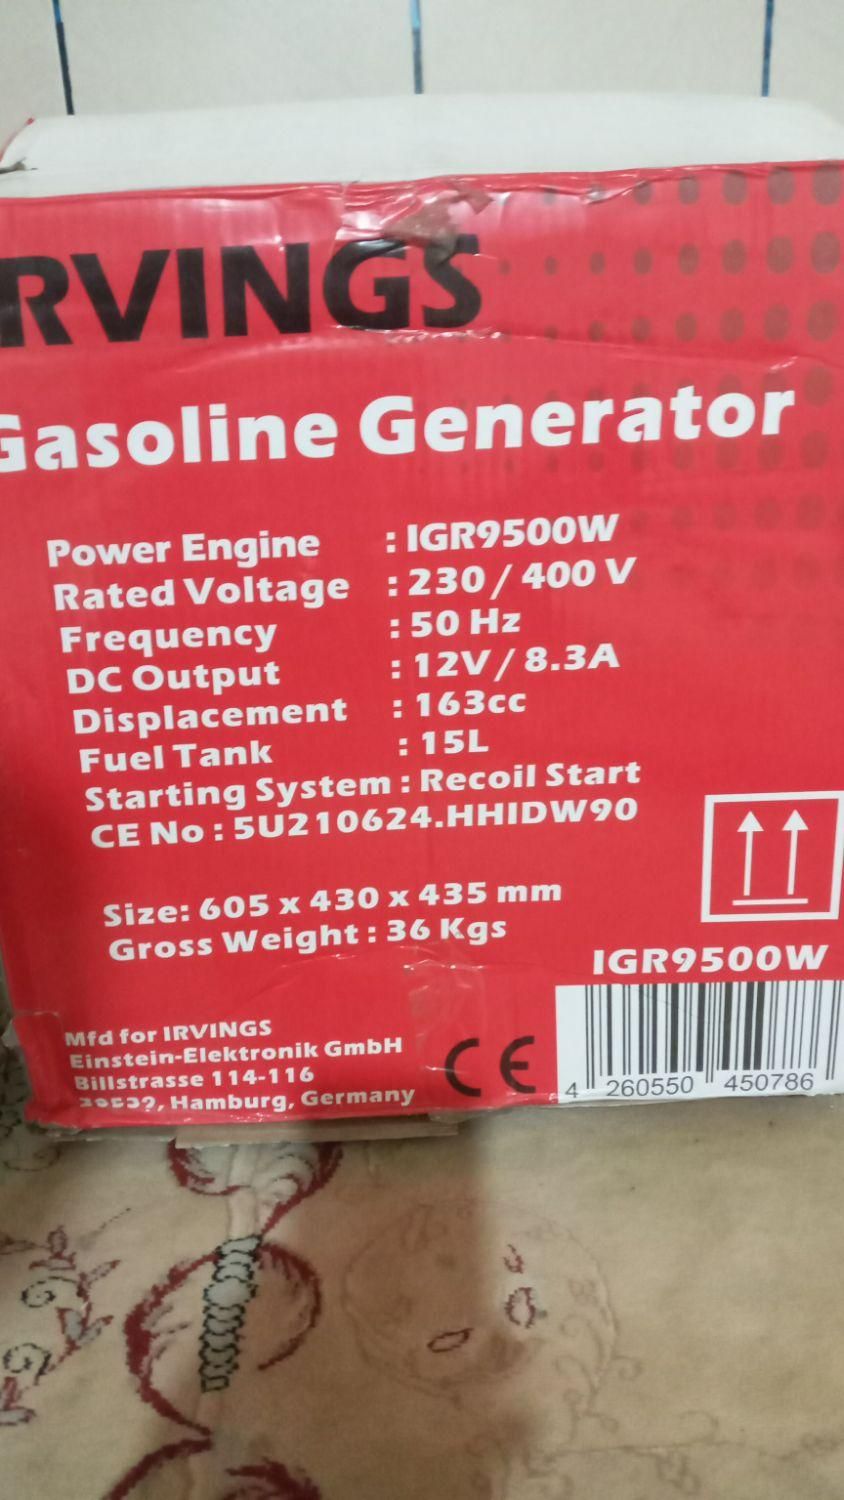 IRVINGS
Gasoline Generator
Power Engine : IGR9500W
Rated Voltage : 230 / 400 V
Frequency : 50 Hz
DC Output : 12V / 8.3A
Displacement : 163cc
Fuel Tank : 15L
Starting System : Recoil Start
CE No : 5U210624.HHIDW90
Size: 605 x 430 x 435 mm
Gross Weight : 36 Kgs
IGR9500W
Mfd for IRVINGS
Einstein-Elektronik GmbH
Billstrasse 114-116
Hamburg, Germany
CE
4 260550 450786